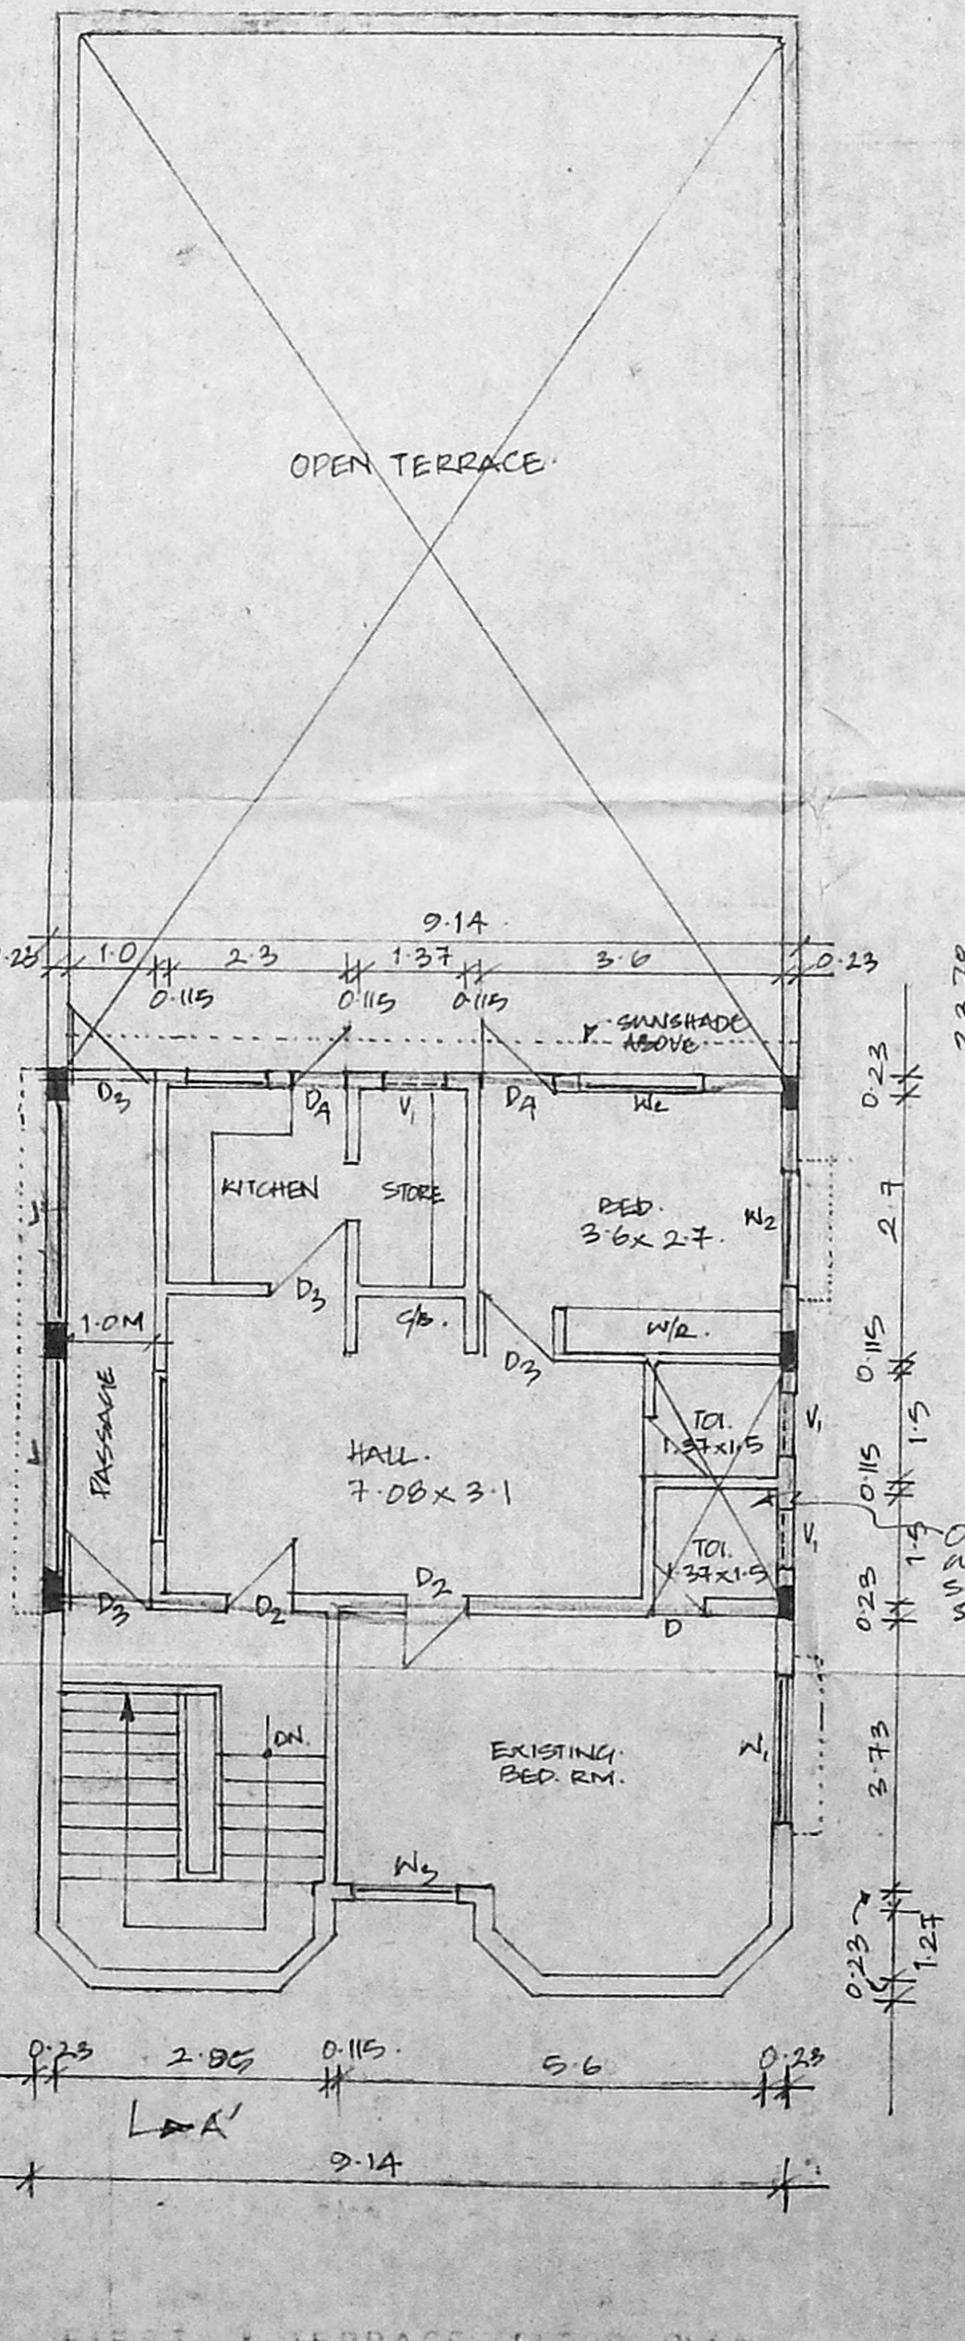 OPEN TERRACE.
9.14
1.0
2.3
1.37
3.6
0.23
0.115
0.115
0.115
SUNSHADE
ABOVE
D3
D4
V1
D4
W2
0.23
KITCHEN
STORE
BED.
3.6 x 2.7.
W2
2.7
D3
C/B.
W/R.
1.0M
D3
0.115
PASSAGE
HALL.
7.08 x 3.1
TOI.
1.37x1.5
V1
1.5
0.115
TOI.
1.37x1.5
V1
1.5
D3
D2
D2
D
0.23
DN.
EXISTING.
BED. RM.
W1
3.73
W3
0.23
1.27
0.23
2.85
0.115.
5.6
0.23
A'
9.14